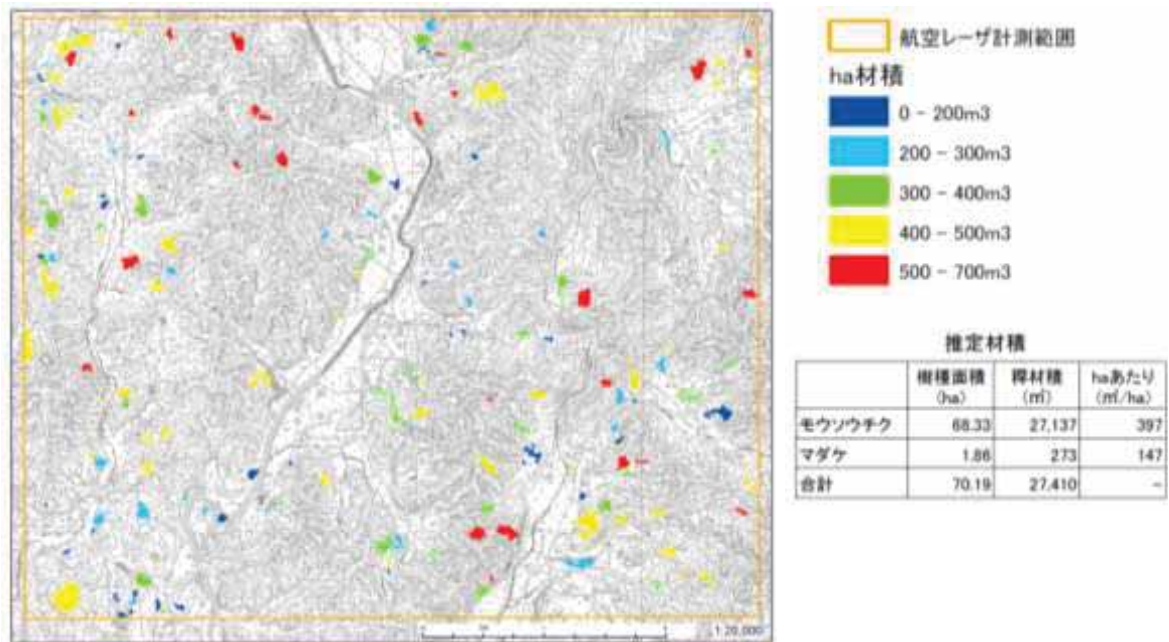 航空レーザ計測範囲
ha材積
0 - 200m3
200 - 300m3
300 - 400m3
400 - 500m3
500 - 700m3
推定材積
樹種面積 (ha) 稈材積 (㎥) haあたり (㎥/ha)
モウソウチク 68.33 27,137 397
マダケ 1.86 273 147
合計 70.19 27,410 -
1:20,000